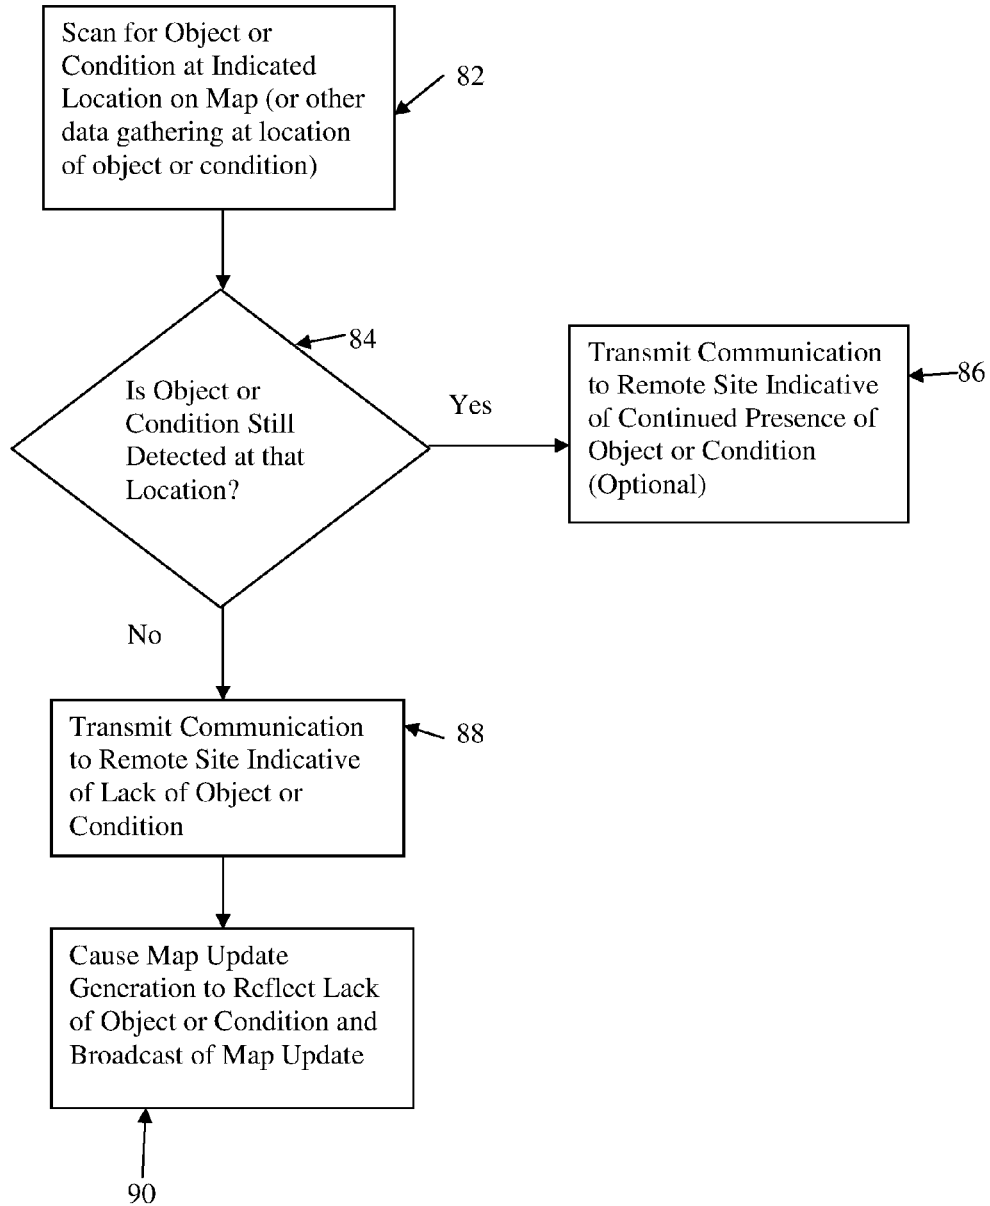 Scan for Object or
Condition at Indicated
Location on Map (or other
data gathering at location
of object or condition)
82
84
Is Object or
Condition Still
Detected at that
Location?
Yes
Transmit Communication
to Remote Site Indicative
of Continued Presence of
Object or Condition
(Optional)
86
No
Transmit Communication
to Remote Site Indicative
of Lack of Object or
Condition
88
Cause Map Update
Generation to Reflect Lack
of Object or Condition and
Broadcast of Map Update
90